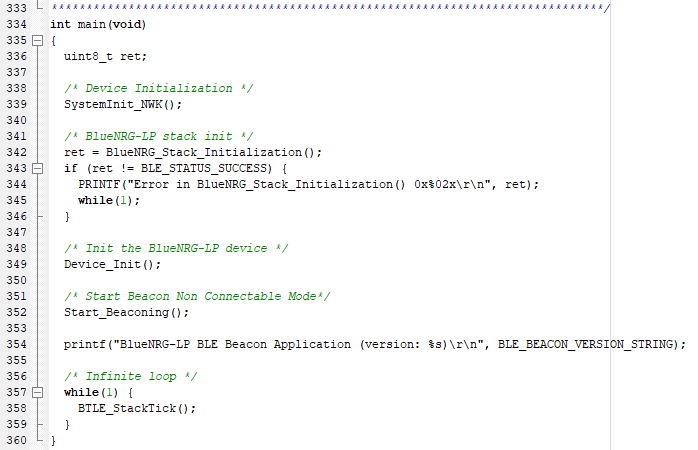 333 *******************************************************************************/
334 int main(void)
335 {
336   uint8_t ret;
337
338   /* Device Initialization */
339   SystemInit_NWK();
340
341   /* BlueNRG-LP stack init */
342   ret = BlueNRG_Stack_Initialization();
343   if (ret != BLE_STATUS_SUCCESS) {
344     PRINTF("Error in BlueNRG_Stack_Initialization() 0x%02x\r\n", ret);
345     while(1);
346   }
347
348   /* Init the BlueNRG-LP device */
349   Device_Init();
350
351   /* Start Beacon Non Connectable Mode*/
352   Start_Beaconing();
353
354   printf("BlueNRG-LP BLE Beacon Application (version: %s)\r\n", BLE_BEACON_VERSION_STRING);
355
356   /* Infinite loop */
357   while(1) {
358     BTLE_StackTick();
359   }
360 }